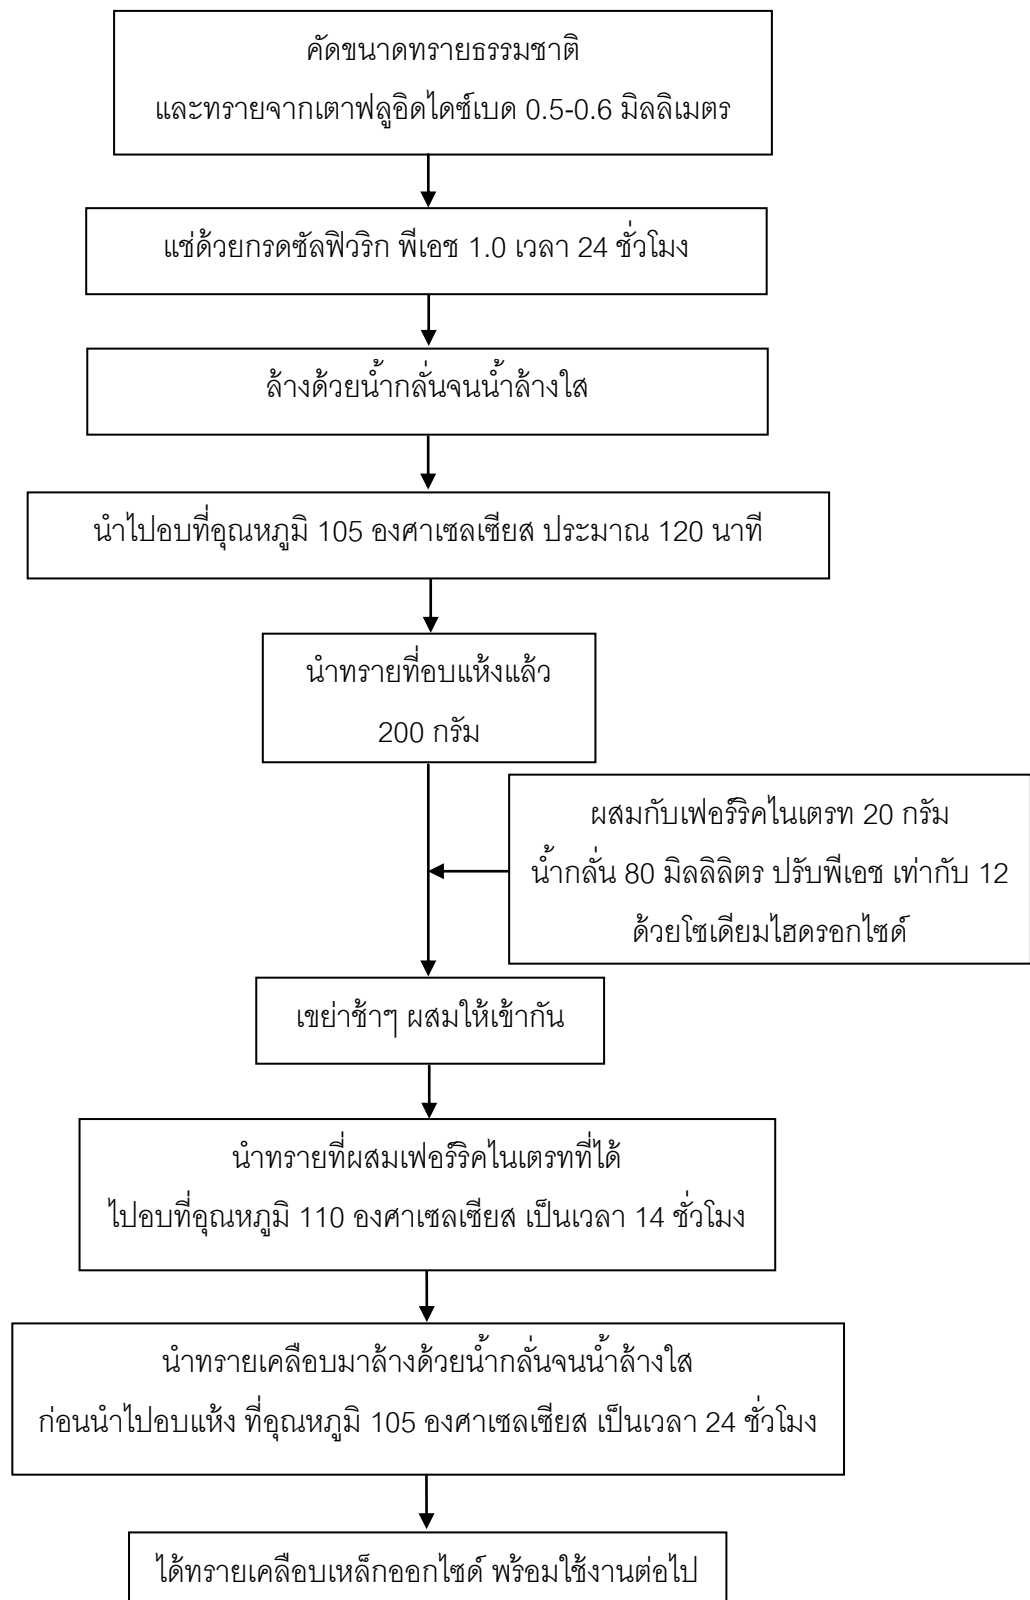 คัดขนาดทรายธรรมชาติ
และทรายจากเตาฟลูอิดไดซ์เบด 0.5-0.6 มิลลิเมตร
แช่ด้วยกรดซัลฟิวริก พีเอช 1.0 เวลา 24 ชั่วโมง
ล้างด้วยน้ำกลั่นจนน้ำล้างใส
นำไปอบที่อุณหภูมิ 105 องศาเซลเซียส ประมาณ 120 นาที
นำทรายที่อบแห้งแล้ว
200 กรัม
ผสมกับเฟอร์ริคไนเตรท 20 กรัม
น้ำกลั่น 80 มิลลิลิตร ปรับพีเอช เท่ากับ 12
ด้วยโซเดียมไฮดรอกไซด์
เขย่าช้าๆ ผสมให้เข้ากัน
นำทรายที่ผสมเฟอร์ริคไนเตรทที่ได้
ไปอบที่อุณหภูมิ 110 องศาเซลเซียส เป็นเวลา 14 ชั่วโมง
นำทรายเคลือบมาล้างด้วยน้ำกลั่นจนน้ำล้างใส
ก่อนนำไปอบแห้ง ที่อุณหภูมิ 105 องศาเซลเซียส เป็นเวลา 24 ชั่วโมง
ได้ทรายเคลือบเหล็กออกไซด์ พร้อมใช้งานต่อไป